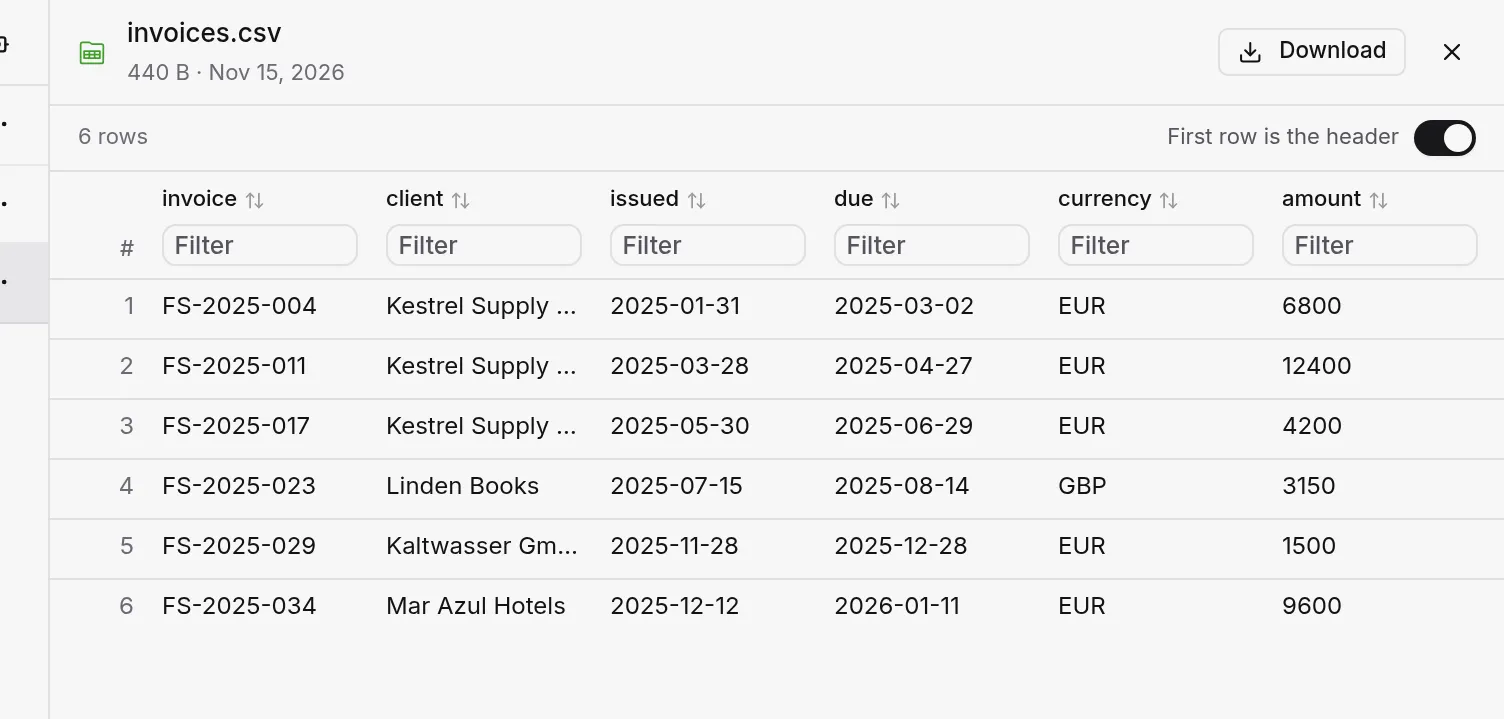 invoices.csv
440 B · Nov 15, 2026
Download
6 rows
First row is the header
invoice client issued due currency amount
# Filter Filter Filter Filter Filter Filter
1 FS-2025-004 Kestrel Supply ... 2025-01-31 2025-03-02 EUR 6800
2 FS-2025-011 Kestrel Supply ... 2025-03-28 2025-04-27 EUR 12400
3 FS-2025-017 Kestrel Supply ... 2025-05-30 2025-06-29 EUR 4200
4 FS-2025-023 Linden Books 2025-07-15 2025-08-14 GBP 3150
5 FS-2025-029 Kaltwasser Gm... 2025-11-28 2025-12-28 EUR 1500
6 FS-2025-034 Mar Azul Hotels 2025-12-12 2026-01-11 EUR 9600